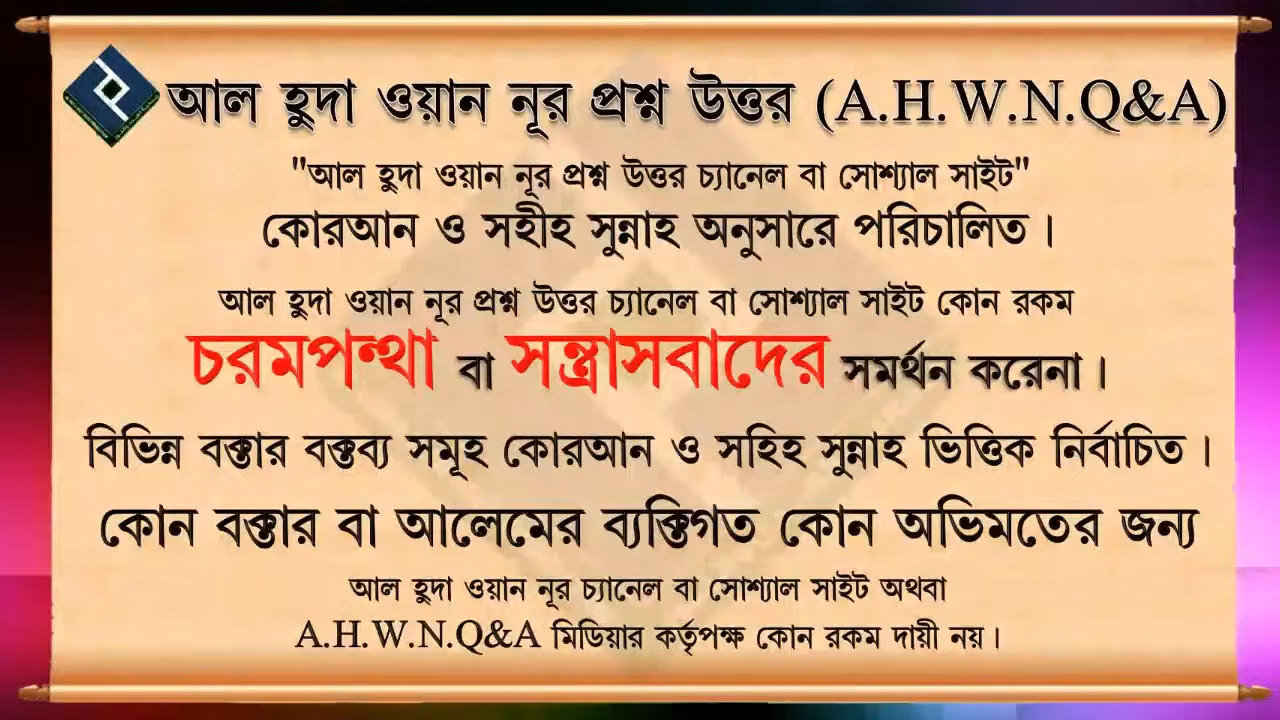 আল হুদা ওয়ান নূর প্রশ্ন উত্তর (A.H.W.N.Q&A)
"আল হুদা ওয়ান নূর প্রশ্ন উত্তর চ্যানেল বা সোশ্যাল সাইট"
কোরআন ও সহীহ সুন্নাহ অনুসারে পরিচালিত।
আল হুদা ওয়ান নূর প্রশ্ন উত্তর চ্যানেল বা সোশ্যাল সাইট কোন রকম
চরমপন্থা বা সন্ত্রাসবাদের সমর্থন করেনা।
বিভিন্ন বক্তার বক্তব্য সমূহ কোরআন ও সহিহ সুন্নাহ ভিত্তিক নির্বাচিত।
কোন বক্তার বা আলেমের ব্যক্তিগত কোন অভিমতের জন্য
আল হুদা ওয়ান নূর চ্যানেল বা সোশ্যাল সাইট অথবা
A.H.W.N.Q&A মিডিয়ার কর্তৃপক্ষ কোন রকম দায়ী নয়।